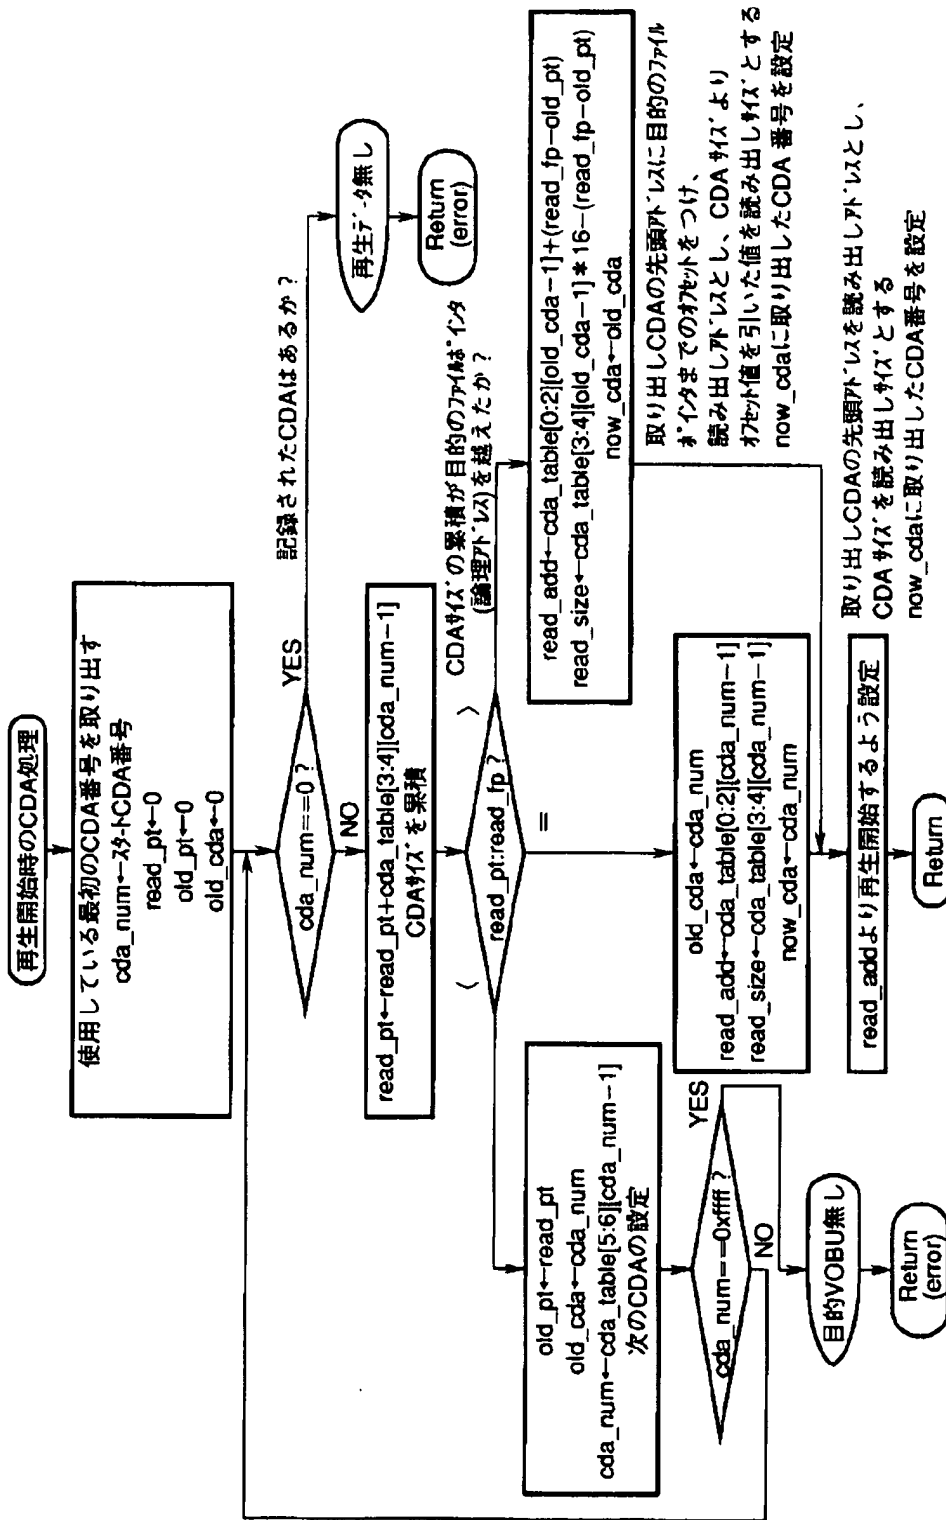 再生開始時のCDA処理
使用している最初のCDA番号を取り出す
cda_num←スタートCDA番号
read_pt←0
old_pt←0
old_cda←0
cda_num==0 ?
YES
記録されたCDAはあるか?
再生データ無し
Return
(error)
NO
read_pt←read_pt+cda_table[3:4][cda_num−1]
CDAサイズを累積
CDAサイズの累積が目的のファイルポインタ
(論理アドレス)を越えたか?
read_pt:read_fp ?
<
=
>
read_add←cda_table[0:2][old_cda−1]+(read_fp−old_pt)
read_size←cda_table[3:4][old_cda−1]*16−(read_fp−old_pt)
now_cda←old_cda
取り出しCDAの先頭アドレスに目的のファイル
ポインタまでのオフセットをつけ、
読み出しアドレスとし、CDAサイズより
オフセット値を引いた値を読み出しサイズとする
now_cdaに取り出したCDA番号を設定
old_cda←cda_num
read_add←cda_table[0:2][cda_num−1]
read_size←cda_table[3:4][cda_num−1]
now_cda←cda_num
取り出しCDAの先頭アドレスを読み出しアドレスとし、
CDAサイズを読み出しサイズとする
now_cdaに取り出したCDA番号を設定
read_addより再生開始するよう設定
Return
old_pt←read_pt
old_cda←cda_num
cda_num←cda_table[5:6][cda_num−1]
次のCDAの設定
cda_num==0xffff ?
YES
NO
目的VOBU無し
Return
(error)